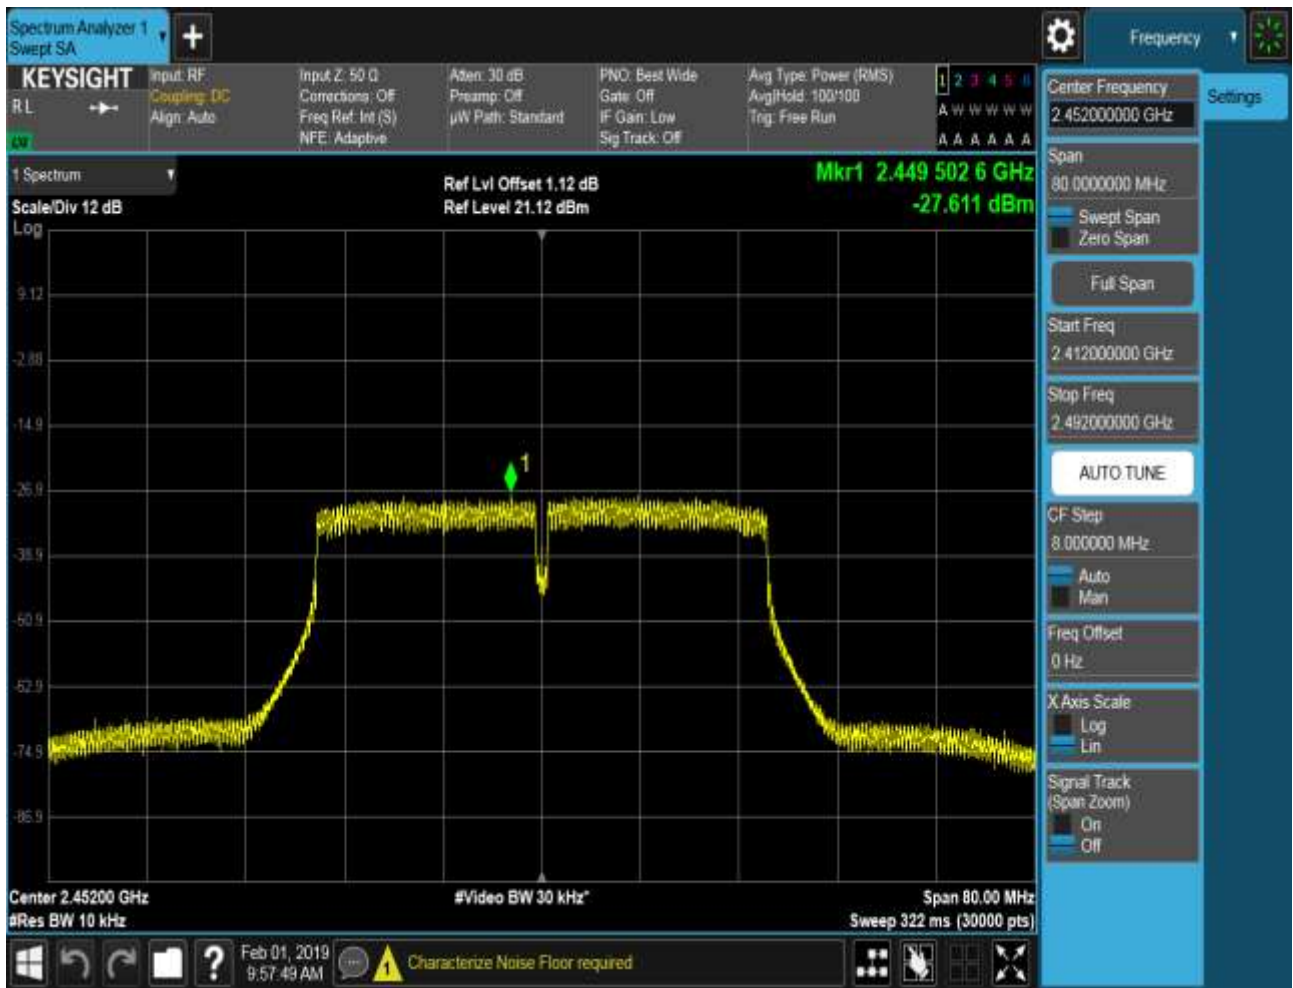 Spectrum Analyzer 1
Swept SA
Frequency
KEYSIGHT
R L
Input: RF
Coupling: DC
Align: Auto
Input Z: 50 Ω
Corrections: Off
Freq Ref: Int (S)
NFE: Adaptive
Atten: 30 dB
Preamp: Off
µW Path: Standard
PNO: Best Wide
Gate: Off
IF Gain: Low
Sig Track: Off
Avg Type: Power (RMS)
Avg|Hold: 100/100
Trig: Free Run
1 2 3 4 5 6
A W W W W W
A A A A A A
1 Spectrum
Scale/Div 12 dB
Log
Ref Lvl Offset 1.12 dB
Ref Level 21.12 dBm
Mkr1 2.449 502 6 GHz
-27.611 dBm
9.12
-2.88
-14.9
-26.9
-38.9
-50.9
-62.9
-74.9
-86.9
1
Center 2.45200 GHz
#Res BW 10 kHz
#Video BW 30 kHz*
Span 80.00 MHz
Sweep 322 ms (30000 pts)
Feb 01, 2019
9:57:49 AM
Characterize Noise Floor required
Settings
Center Frequency
2.452000000 GHz
Span
80.0000000 MHz
Swept Span
Zero Span
Full Span
Start Freq
2.412000000 GHz
Stop Freq
2.492000000 GHz
AUTO TUNE
CF Step
8.000000 MHz
Auto
Man
Freq Offset
0 Hz
X Axis Scale
Log
Lin
Signal Track
(Span Zoom)
On
Off